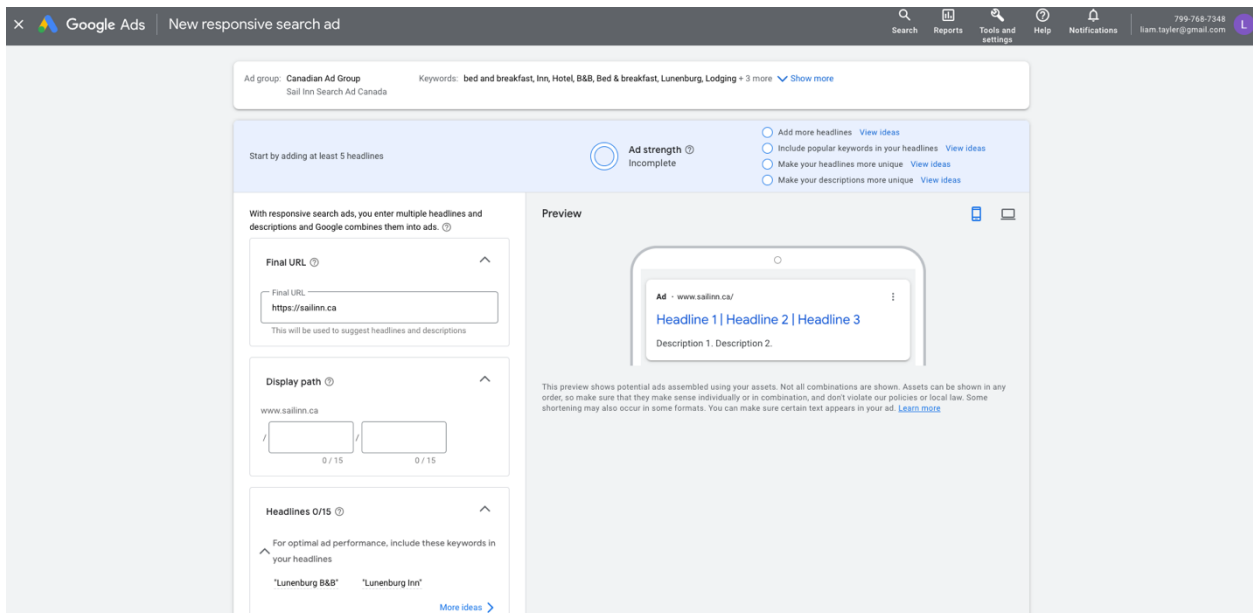 Google Ads
New responsive search ad
Search
Reports
Tools and
settings
Help
Notifications
799-768-7348
liam.tayler@gmail.com
L
Ad group: Canadian Ad Group
Sail Inn Search Ad Canada
Keywords: bed and breakfast, Inn, Hotel, B&B, Bed & breakfast, Lunenburg, Lodging + 3 more Show more
Start by adding at least 5 headlines
Ad strength
Incomplete
Add more headlines View ideas
Include popular keywords in your headlines View ideas
Make your headlines more unique View ideas
Make your descriptions more unique View ideas
With responsive search ads, you enter multiple headlines and
descriptions and Google combines them into ads.
Final URL
Final URL
https://sailinn.ca
This will be used to suggest headlines and descriptions
Display path
www.sailinn.ca
/ /
0 / 15 0 / 15
Headlines 0/15
For optimal ad performance, include these keywords in
your headlines
"Lunenburg B&B" "Lunenburg Inn"
More ideas
Preview
Ad · www.sailinn.ca/
Headline 1 | Headline 2 | Headline 3
Description 1. Description 2.
This preview shows potential ads assembled using your assets. Not all combinations are shown. Assets can be shown in any
order, so make sure that they make sense individually or in combination, and don't violate our policies or local law. Some
shortening may also occur in some formats. You can make sure certain text appears in your ad. Learn more